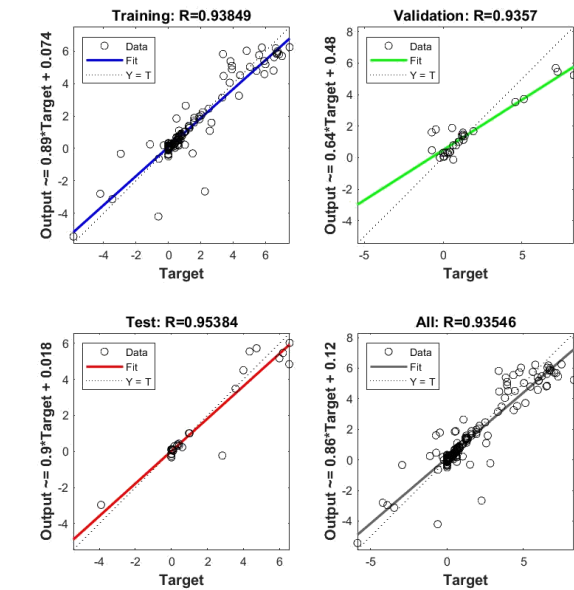 Training: R=0.93849
Output ~= 0.89*Target + 0.074
6
4
2
0
-2
-4
Data
Fit
Y = T
-4 -2 0 2 4 6
Target
Validation: R=0.9357
Output ~= 0.64*Target + 0.48
8
6
4
2
0
-2
-4
Data
Fit
Y = T
-5 0 5
Target
Test: R=0.95384
Output ~= 0.9*Target + 0.018
6
4
2
0
-2
-4
Data
Fit
Y = T
-4 -2 0 2 4 6
Target
All: R=0.93546
Output ~= 0.86*Target + 0.12
8
6
4
2
0
-2
-4
Data
Fit
Y = T
-5 0 5
Target